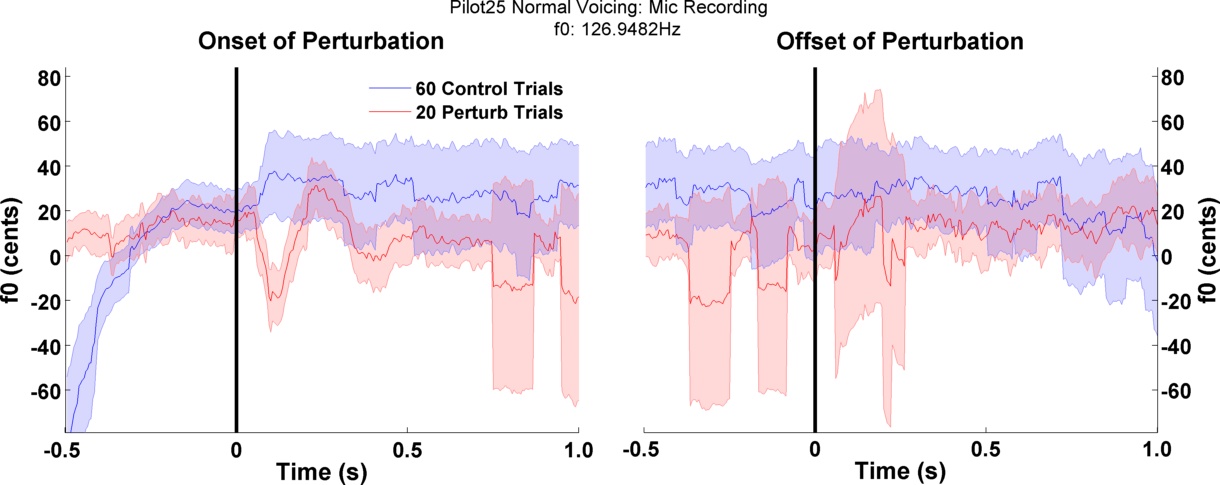 Pilot25 Normal Voicing: Mic Recording
f0: 126.9482Hz
Onset of Perturbation
Offset of Perturbation
60 Control Trials
20 Perturb Trials
f0 (cents)
80
60
40
20
0
-20
-40
-60
-0.5
0
0.5
1.0
Time (s)
-0.5
0
0.5
1.0
Time (s)
80
60
40
20
0
-20
-40
-60
f0 (cents)